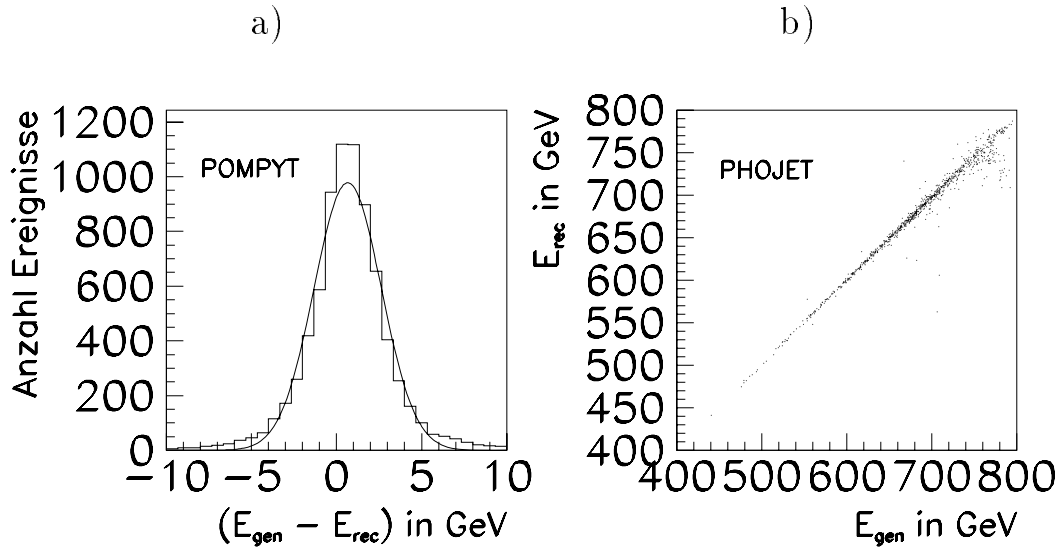 a)
b)
Anzahl Ereignisse
1200
1000
800
600
400
200
0
POMPYT
−10 −5 0 5 10
(E_gen − E_rec) in GeV
E_rec in GeV
800
750
700
650
600
550
500
450
400
PHOJET
400 500 600 700 800
E_gen in GeV